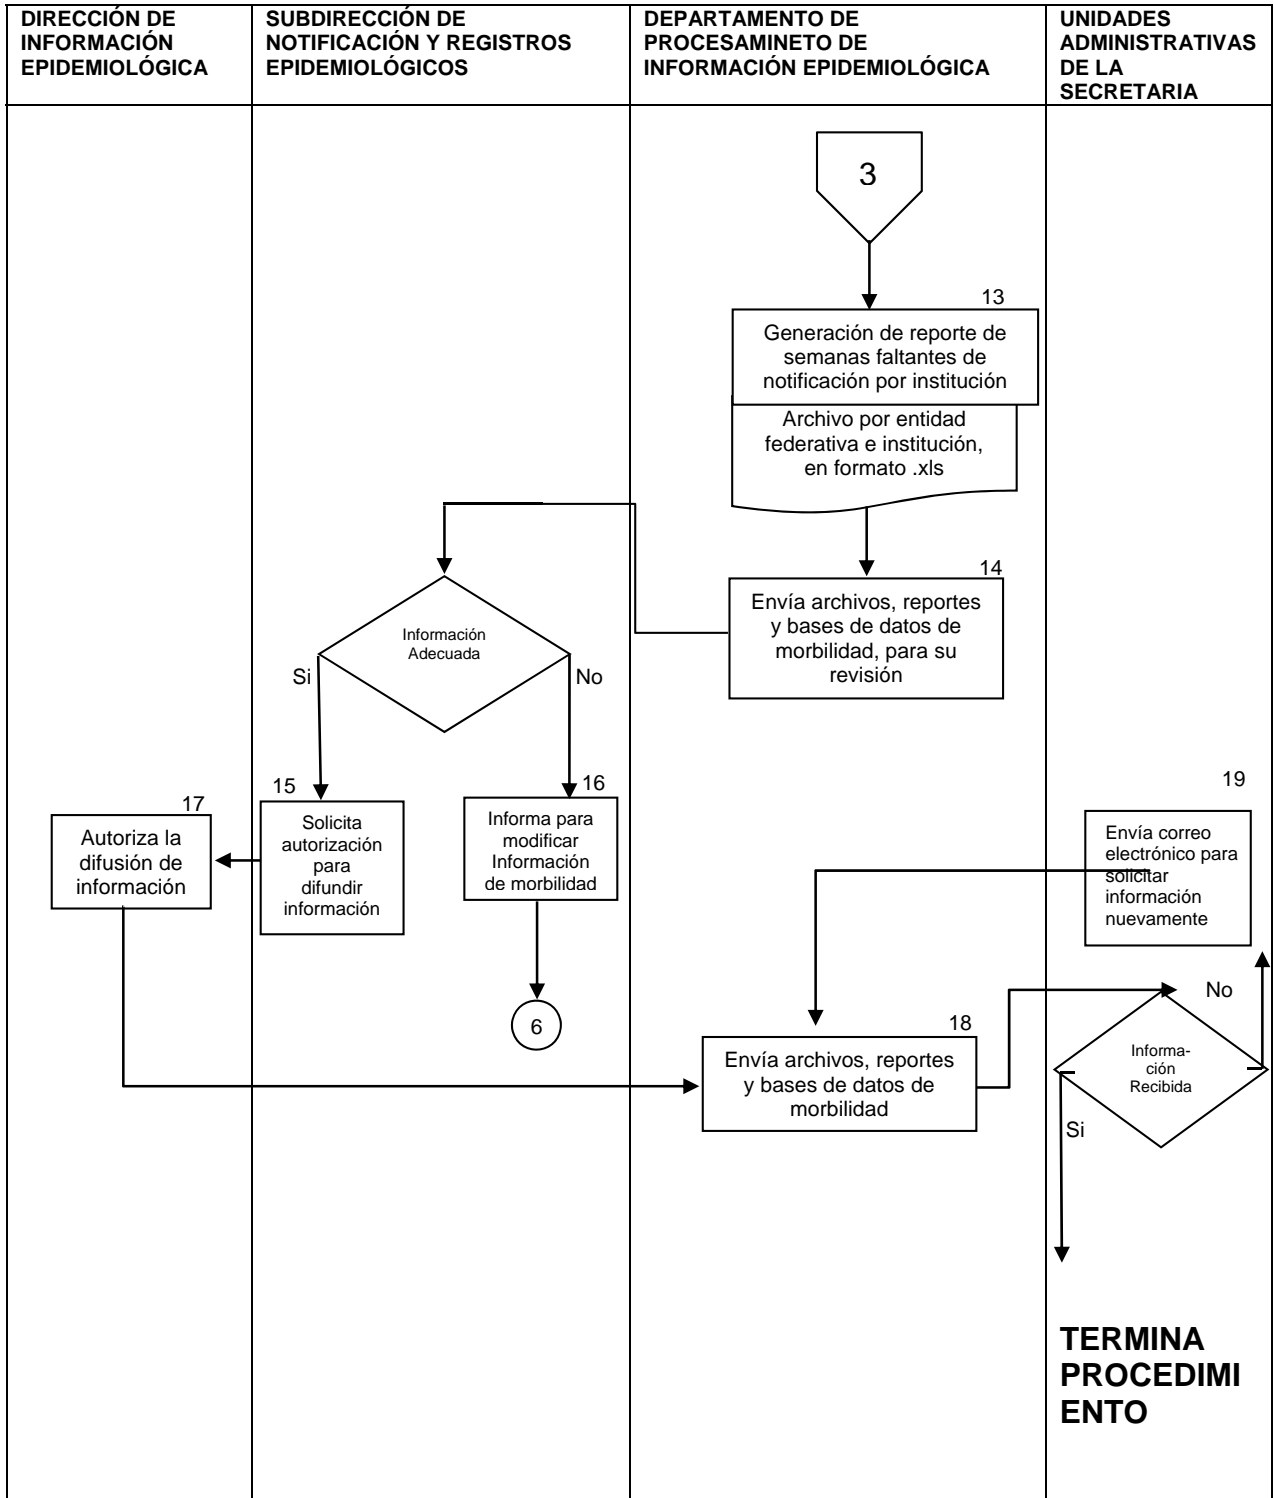 DIRECCIÓN DE
INFORMACIÓN
EPIDEMIOLÓGICA
SUBDIRECCIÓN DE
NOTIFICACIÓN Y REGISTROS
EPIDEMIOLÓGICOS
DEPARTAMENTO DE
PROCESAMINETO DE
INFORMACIÓN EPIDEMIOLÓGICA
UNIDADES
ADMINISTRATIVAS
DE LA
SECRETARIA
3
13
Generación de reporte de
semanas faltantes de
notificación por institución
Archivo por entidad
federativa e institución,
en formato .xls
14
Envía archivos, reportes
y bases de datos de
morbilidad, para su
revisión
Información
Adecuada
Si
No
15
Solicita
autorización
para
difundir
información
16
Informa para
modificar
Información
de morbilidad
6
17
Autoriza la
difusión de
información
18
Envía archivos, reportes
y bases de datos de
morbilidad
19
Envía correo
electrónico para
solicitar
información
nuevamente
No
Informa-
ción
Recibida
Si
TERMINA
PROCEDIMI
ENTO